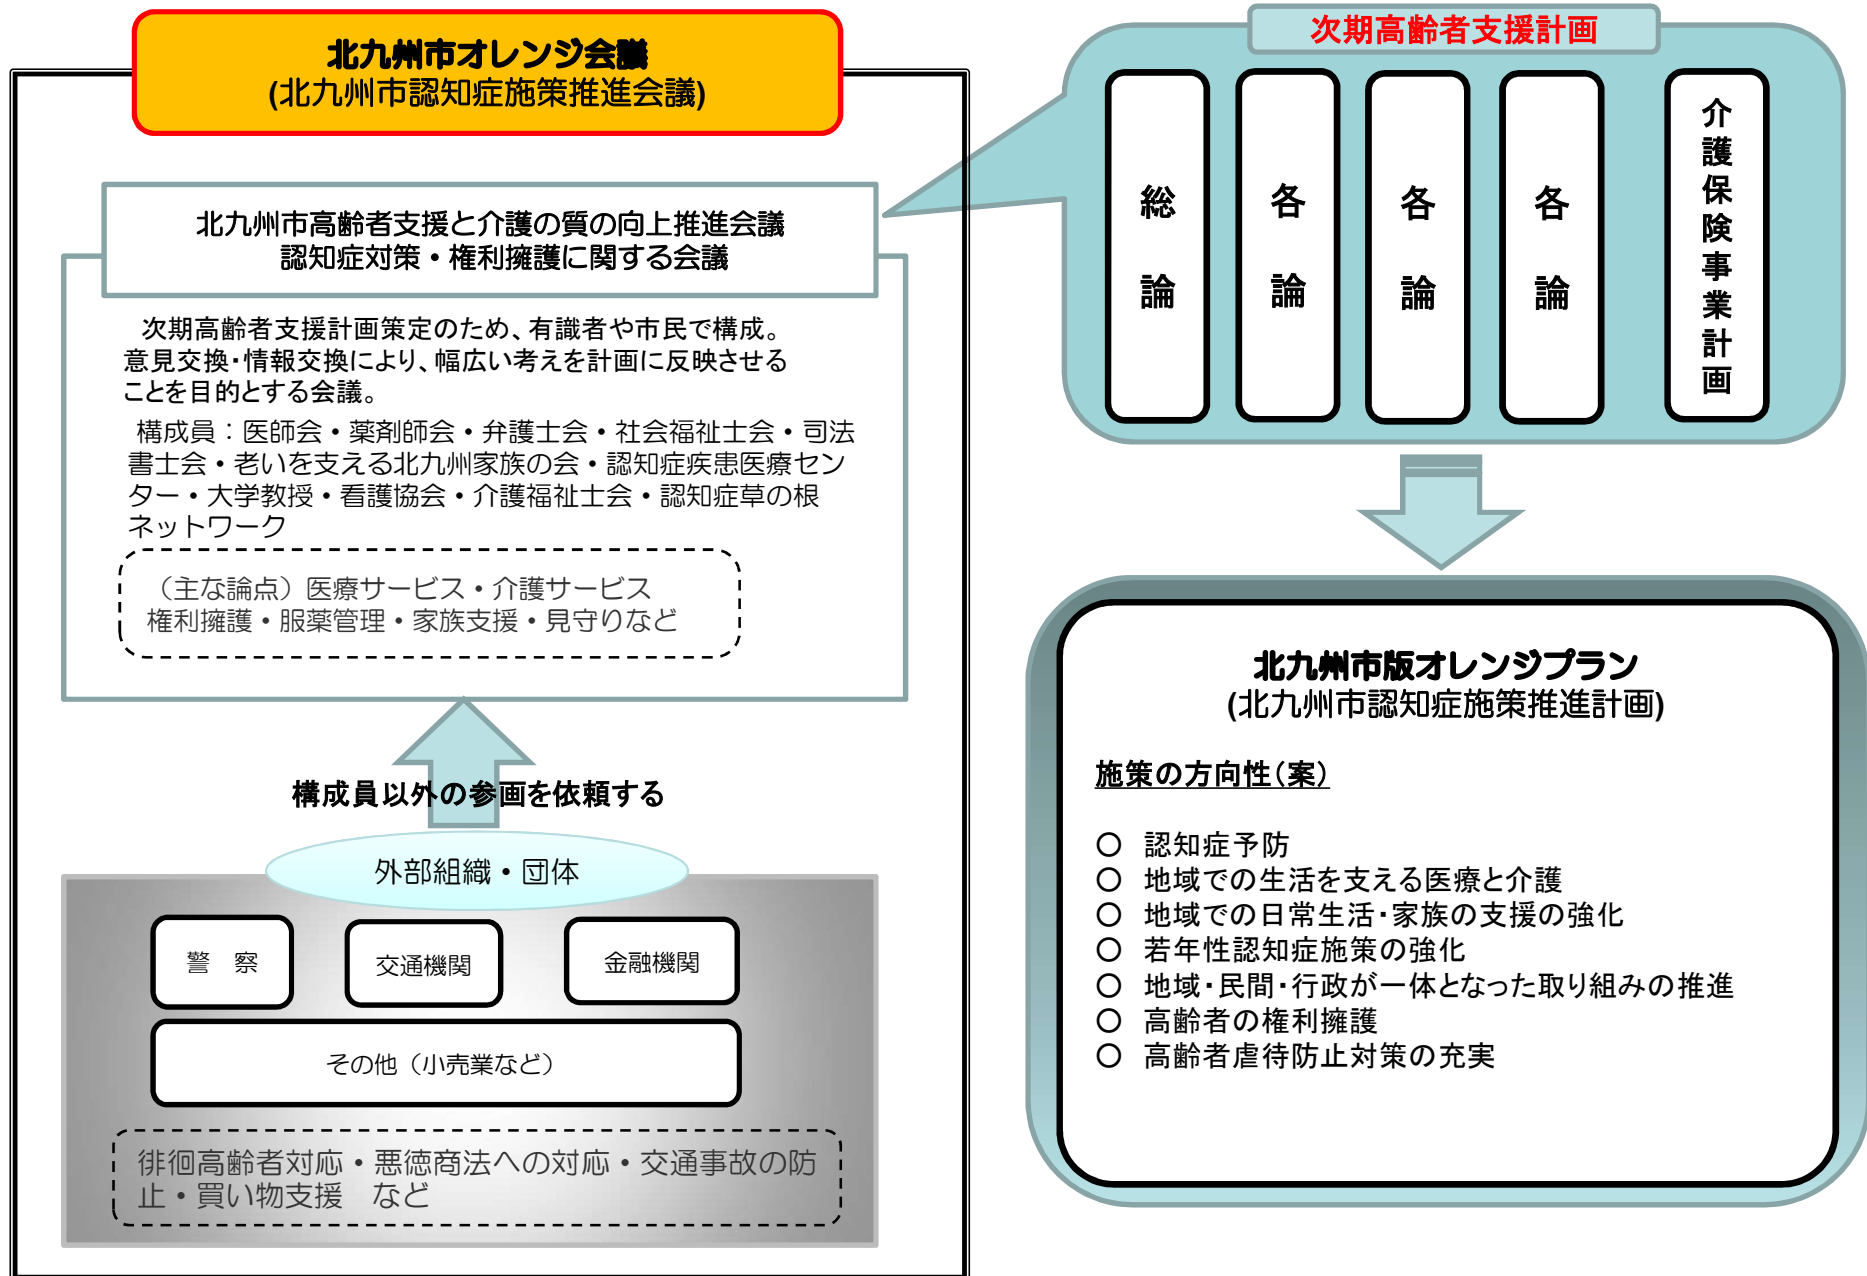 北九州市オレンジ会議
(北九州市認知症施策推進会議)
北九州市高齢者支援と介護の質の向上推進会議
認知症対策・権利擁護に関する会議
次期高齢者支援計画策定のため、有識者や市民で構成。
意見交換・情報交換により、幅広い考えを計画に反映させる
ことを目的とする会議。
構成員：医師会・薬剤師会・弁護士会・社会福祉士会・司法
書士会・老いを支える北九州家族の会・認知症疾患医療セン
ター・大学教授・看護協会・介護福祉士会・認知症草の根
ネットワーク
（主な論点）医療サービス・介護サービス
権利擁護・服薬管理・家族支援・見守りなど
構成員以外の参画を依頼する
外部組織・団体
警　察
交通機関
金融機関
その他（小売業など）
徘徊高齢者対応・悪徳商法への対応・交通事故の防
止・買い物支援　など
次期高齢者支援計画
総論
各論
各論
各論
介護保険事業計画
北九州市版オレンジプラン
(北九州市認知症施策推進計画)
施策の方向性(案)
○ 認知症予防
○ 地域での生活を支える医療と介護
○ 地域での日常生活・家族の支援の強化
○ 若年性認知症施策の強化
○ 地域・民間・行政が一体となった取り組みの推進
○ 高齢者の権利擁護
○ 高齢者虐待防止対策の充実